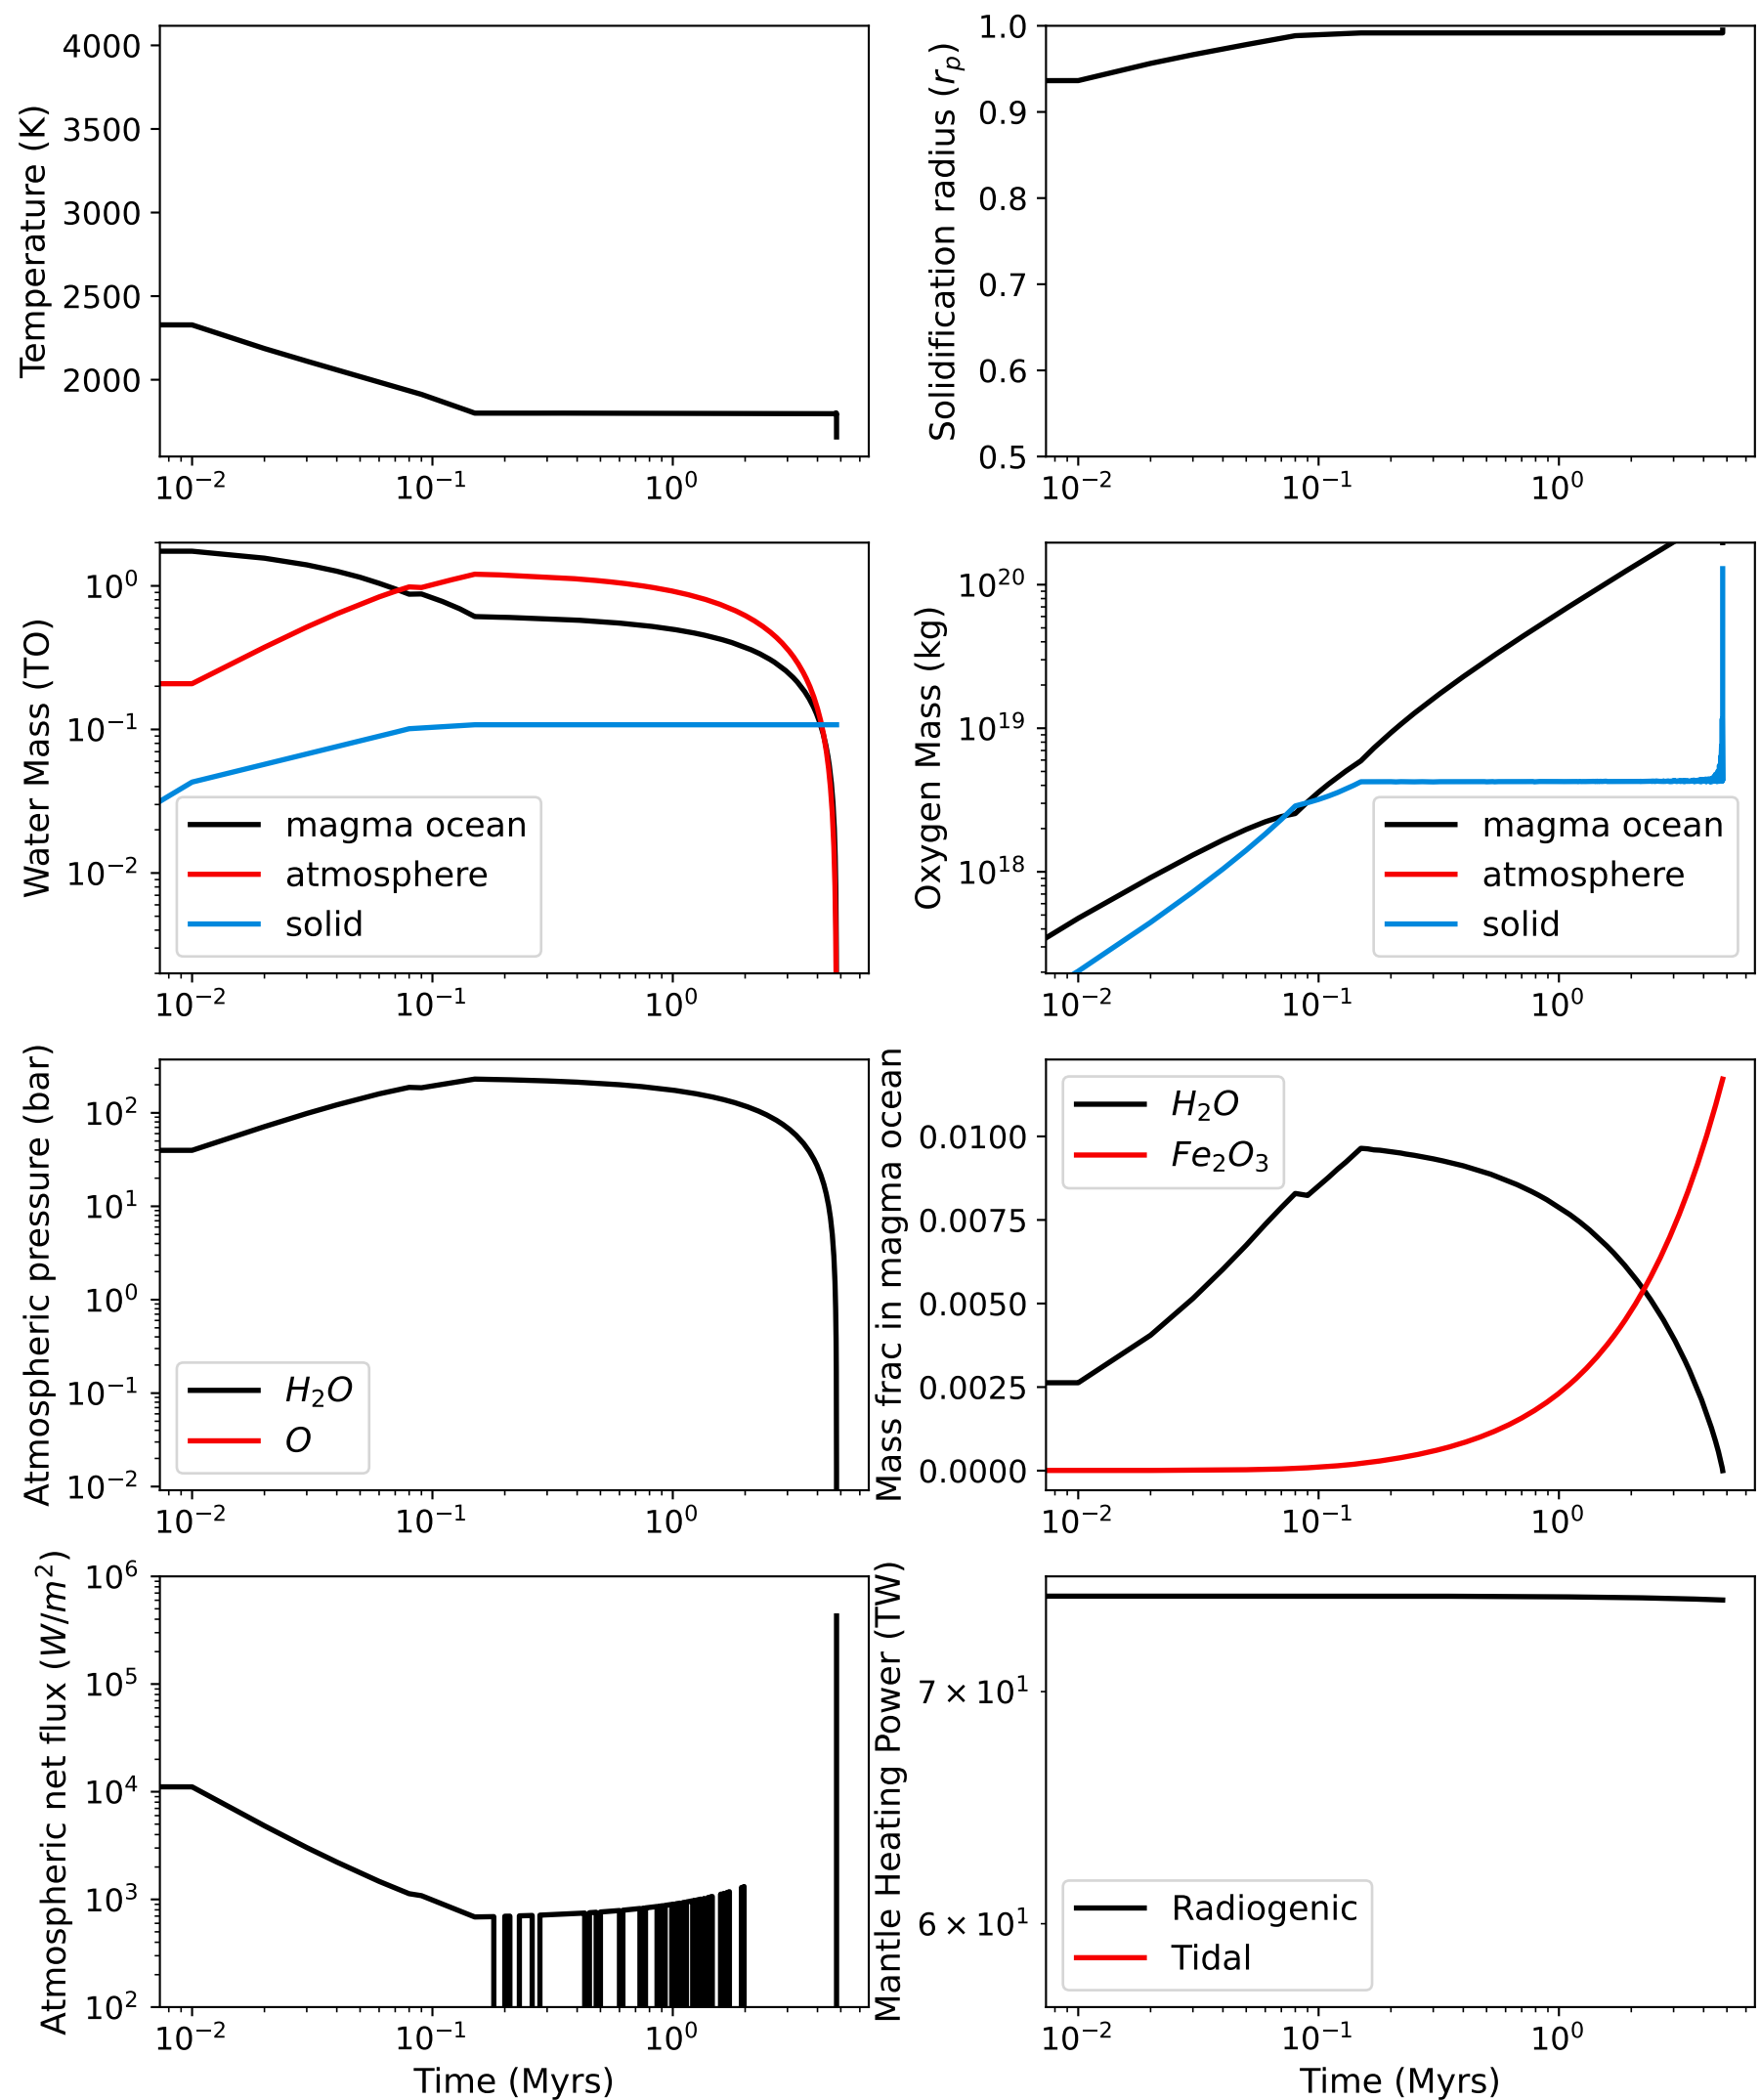 Temperature (K)
4000
3500
3000
2500
2000
10⁻² 10⁻¹ 10⁰
Solidification radius (rₚ)
1.0
0.9
0.8
0.7
0.6
0.5
10⁻² 10⁻¹ 10⁰
Water Mass (TO)
10⁰
10⁻¹
10⁻²
magma ocean
atmosphere
solid
10⁻² 10⁻¹ 10⁰
Oxygen Mass (kg)
10²⁰
10¹⁹
10¹⁸
magma ocean
atmosphere
solid
10⁻² 10⁻¹ 10⁰
Atmospheric pressure (bar)
10²
10¹
10⁰
10⁻¹
10⁻²
H₂O
O
10⁻² 10⁻¹ 10⁰
Mass frac in magma ocean
0.0100
0.0075
0.0050
0.0025
0.0000
H₂O
Fe₂O₃
10⁻² 10⁻¹ 10⁰
Atmospheric net flux (W/m²)
10⁶
10⁵
10⁴
10³
10²
10⁻² 10⁻¹ 10⁰
Time (Myrs)
Mantle Heating Power (TW)
7 × 10¹
6 × 10¹
Radiogenic
Tidal
10⁻² 10⁻¹ 10⁰
Time (Myrs)